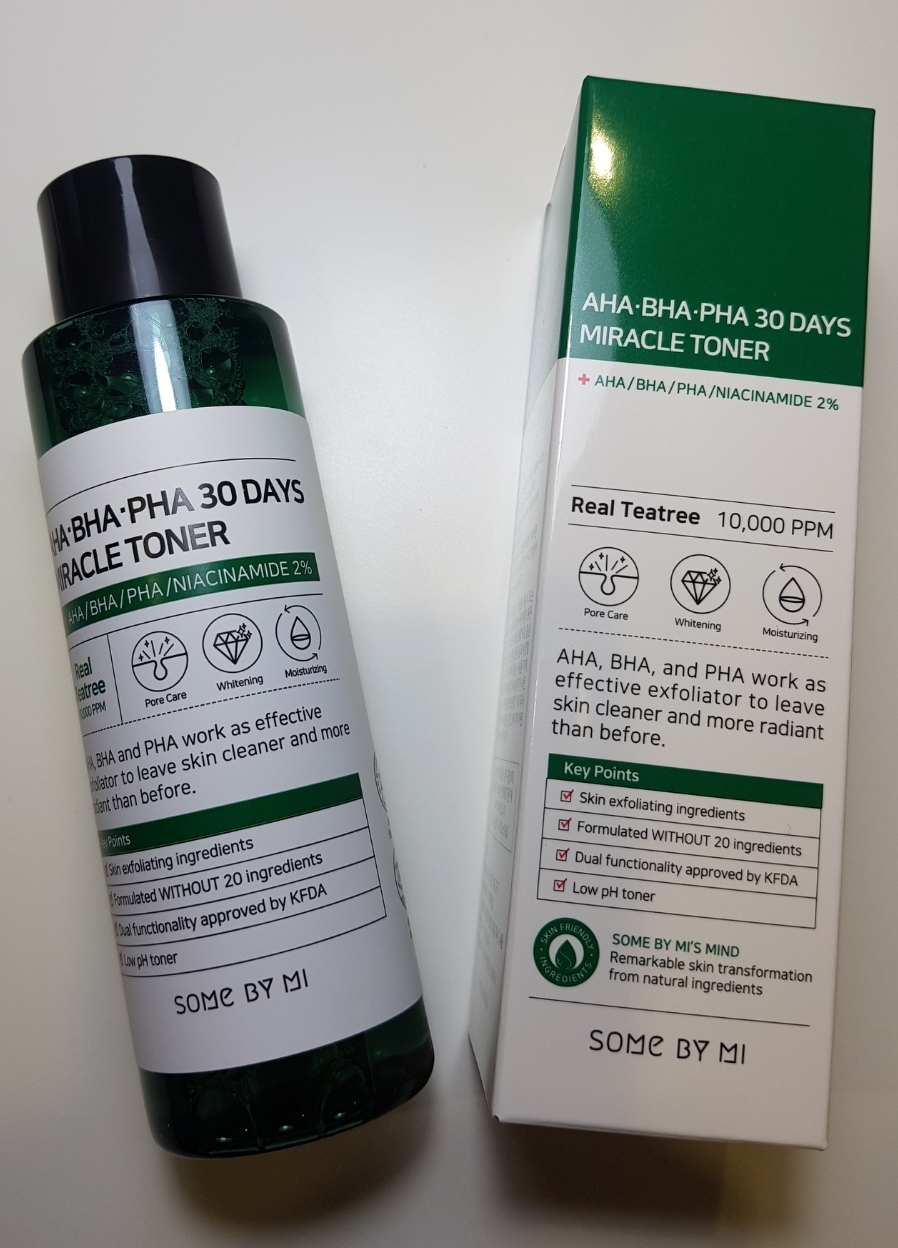 HA·BHA·PHA 30 DAYS
MIRACLE TONER
AHA/BHA/PHA/NIACINAMIDE 2%
Real
Teatree
Pore Care
Whitening
Moisturizing
BHA and PHA work as effective
to leave skin cleaner and more
than before.
Key Points
Skin exfoliating ingredients
Formulated WITHOUT 20 ingredients
Dual functionality approved by KFDA
Low pH toner
SOME BY MI
AHA·BHA·PHA 30 DAYS
MIRACLE TONER
+ AHA/BHA/PHA/NIACINAMIDE 2%
Real Teatree 10,000 PPM
Pore Care
Whitening
Moisturizing
AHA, BHA, and PHA work as
effective exfoliator to leave
skin cleaner and more radiant
than before.
Key Points
Skin exfoliating ingredients
Formulated WITHOUT 20 ingredients
Dual functionality approved by KFDA
Low pH toner
SKIN FRIENDLY
INGREDIENTS
SOME BY MI'S MIND
Remarkable skin transformation
from natural ingredients
SOME BY MI